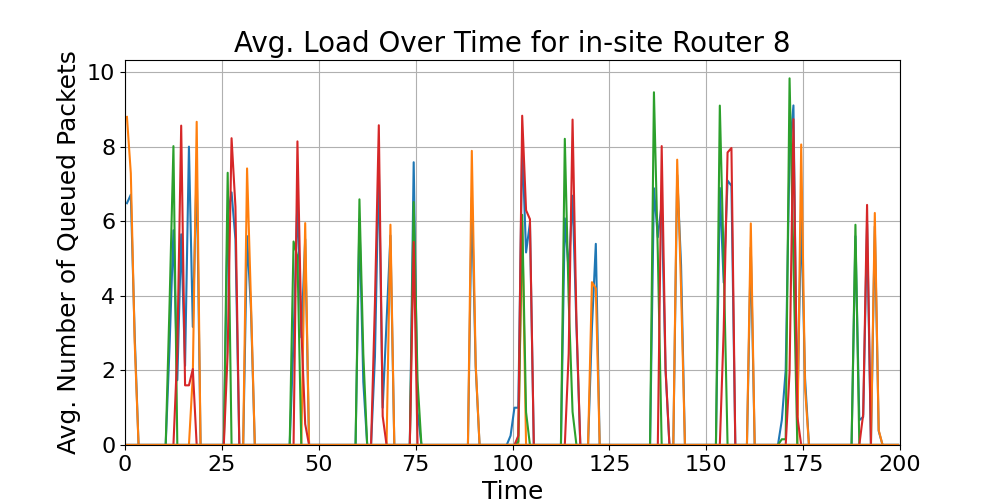 Avg. Load Over Time for in-site Router 8
Avg. Number of Queued Packets
10
8
6
4
2
0
0 25 50 75 100 125 150 175 200
Time